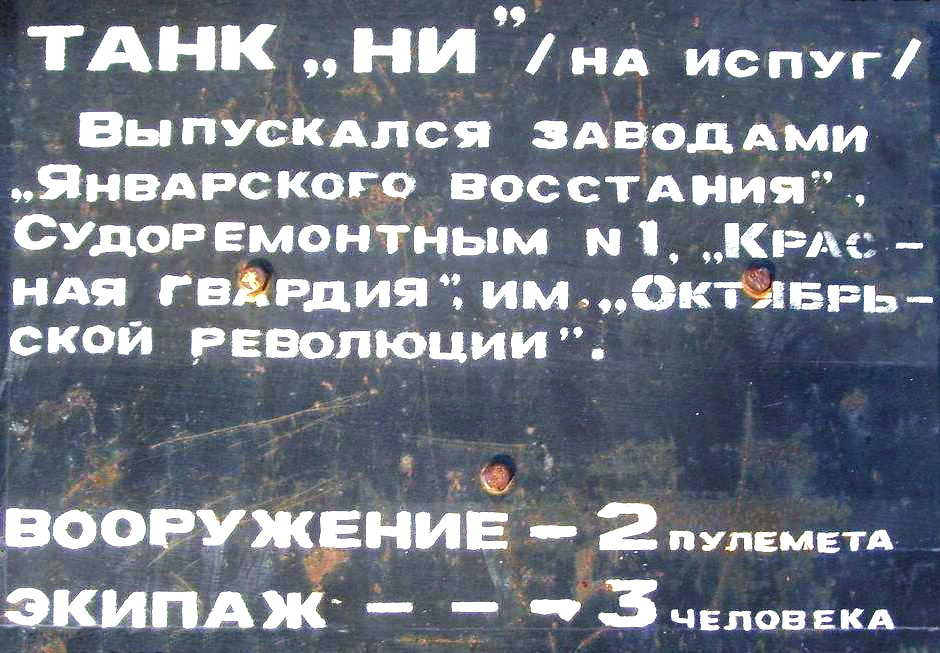 ТАНК „НИ” /НА ИСПУГ/
ВЫПУСКАЛСЯ ЗАВОДАМИ
„ЯНВАРСКОГО ВОССТАНИЯ”,
СУДОРЕМОНТНЫМ N 1, „КРАС-
НАЯ ГВАРДИЯ”, ИМ. „ОКТЯБРЬ-
СКОЙ РЕВОЛЮЦИИ”.
ВООРУЖЕНИЕ – 2 ПУЛЕМЕТА
ЭКИПАЖ – – – 3 ЧЕЛОВЕКА